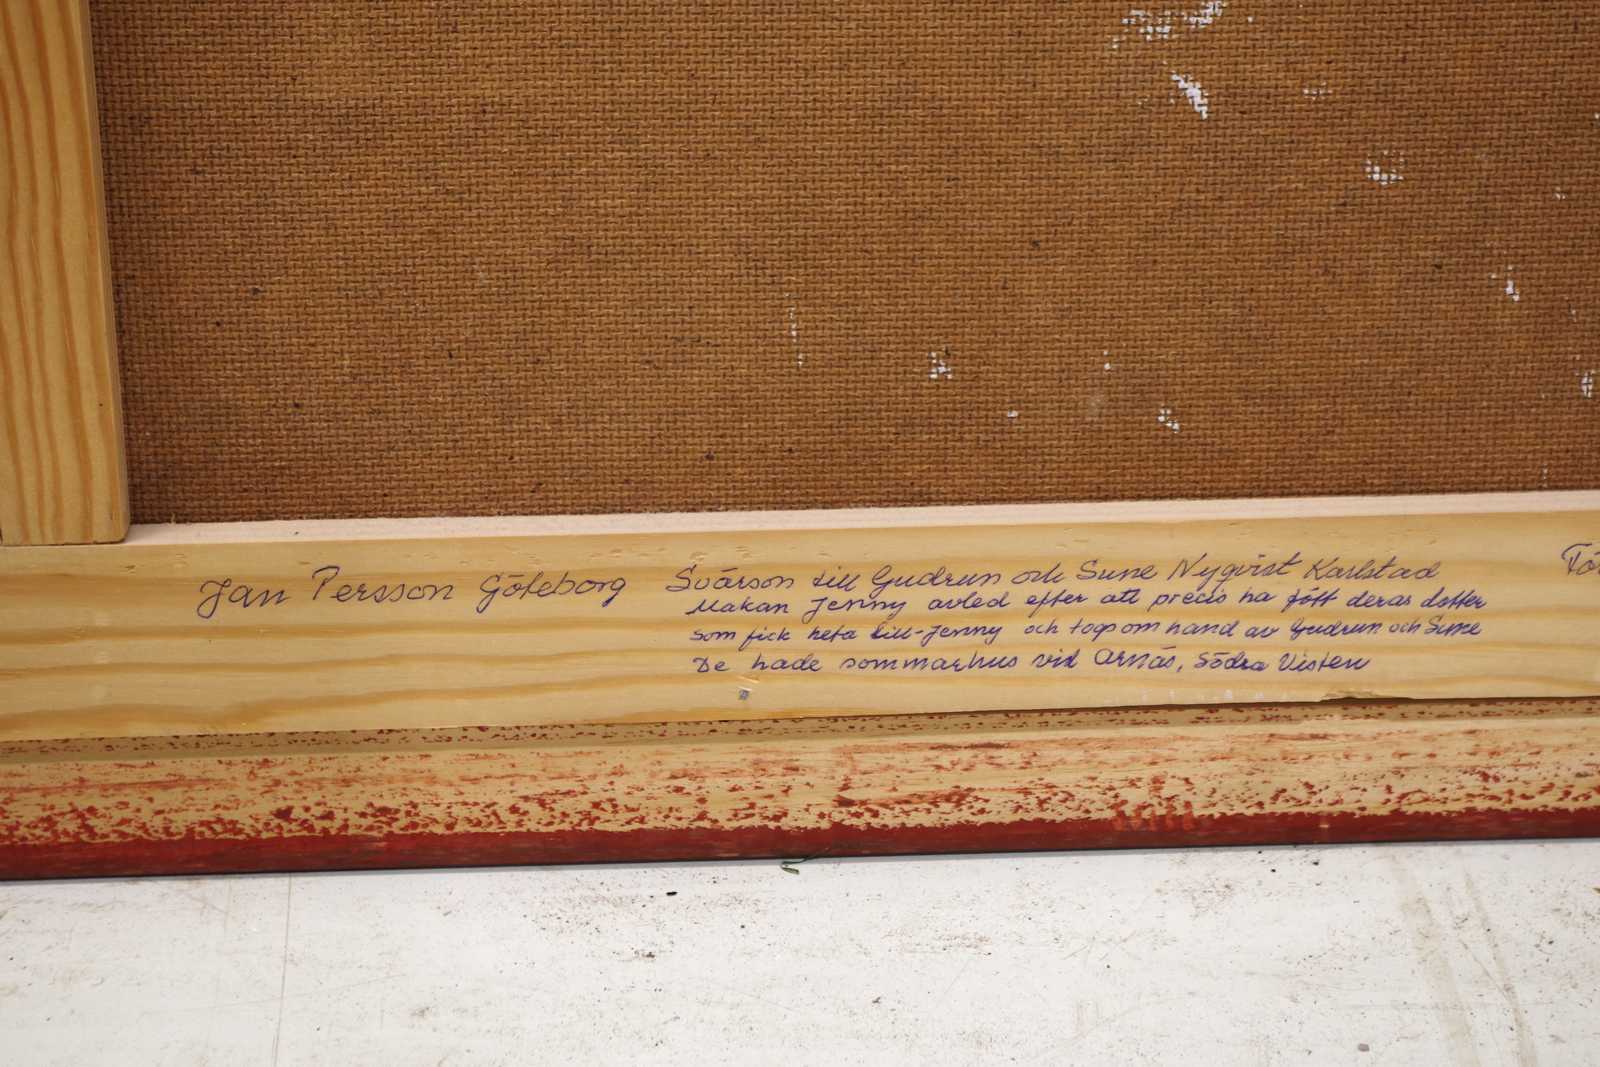 Jan Persson Göteborg Svärson till Gudrun och Sune Nyqvist Karlstad
Makan Jenny avled efter att precis ha fött deras dotter
som fick heta Lill-Jenny och togs om hand av Gudrun och Sune
De hade sommarhus vid Arnäs, Södra Visten